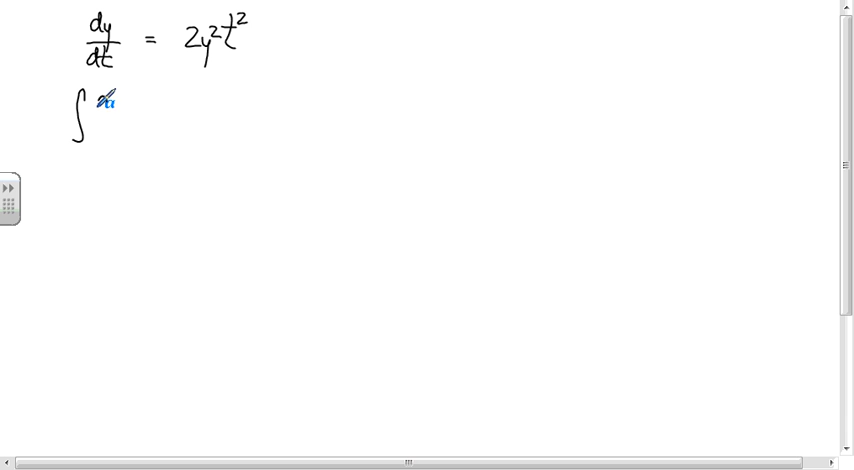 dy/dt = 2y²t²
∫